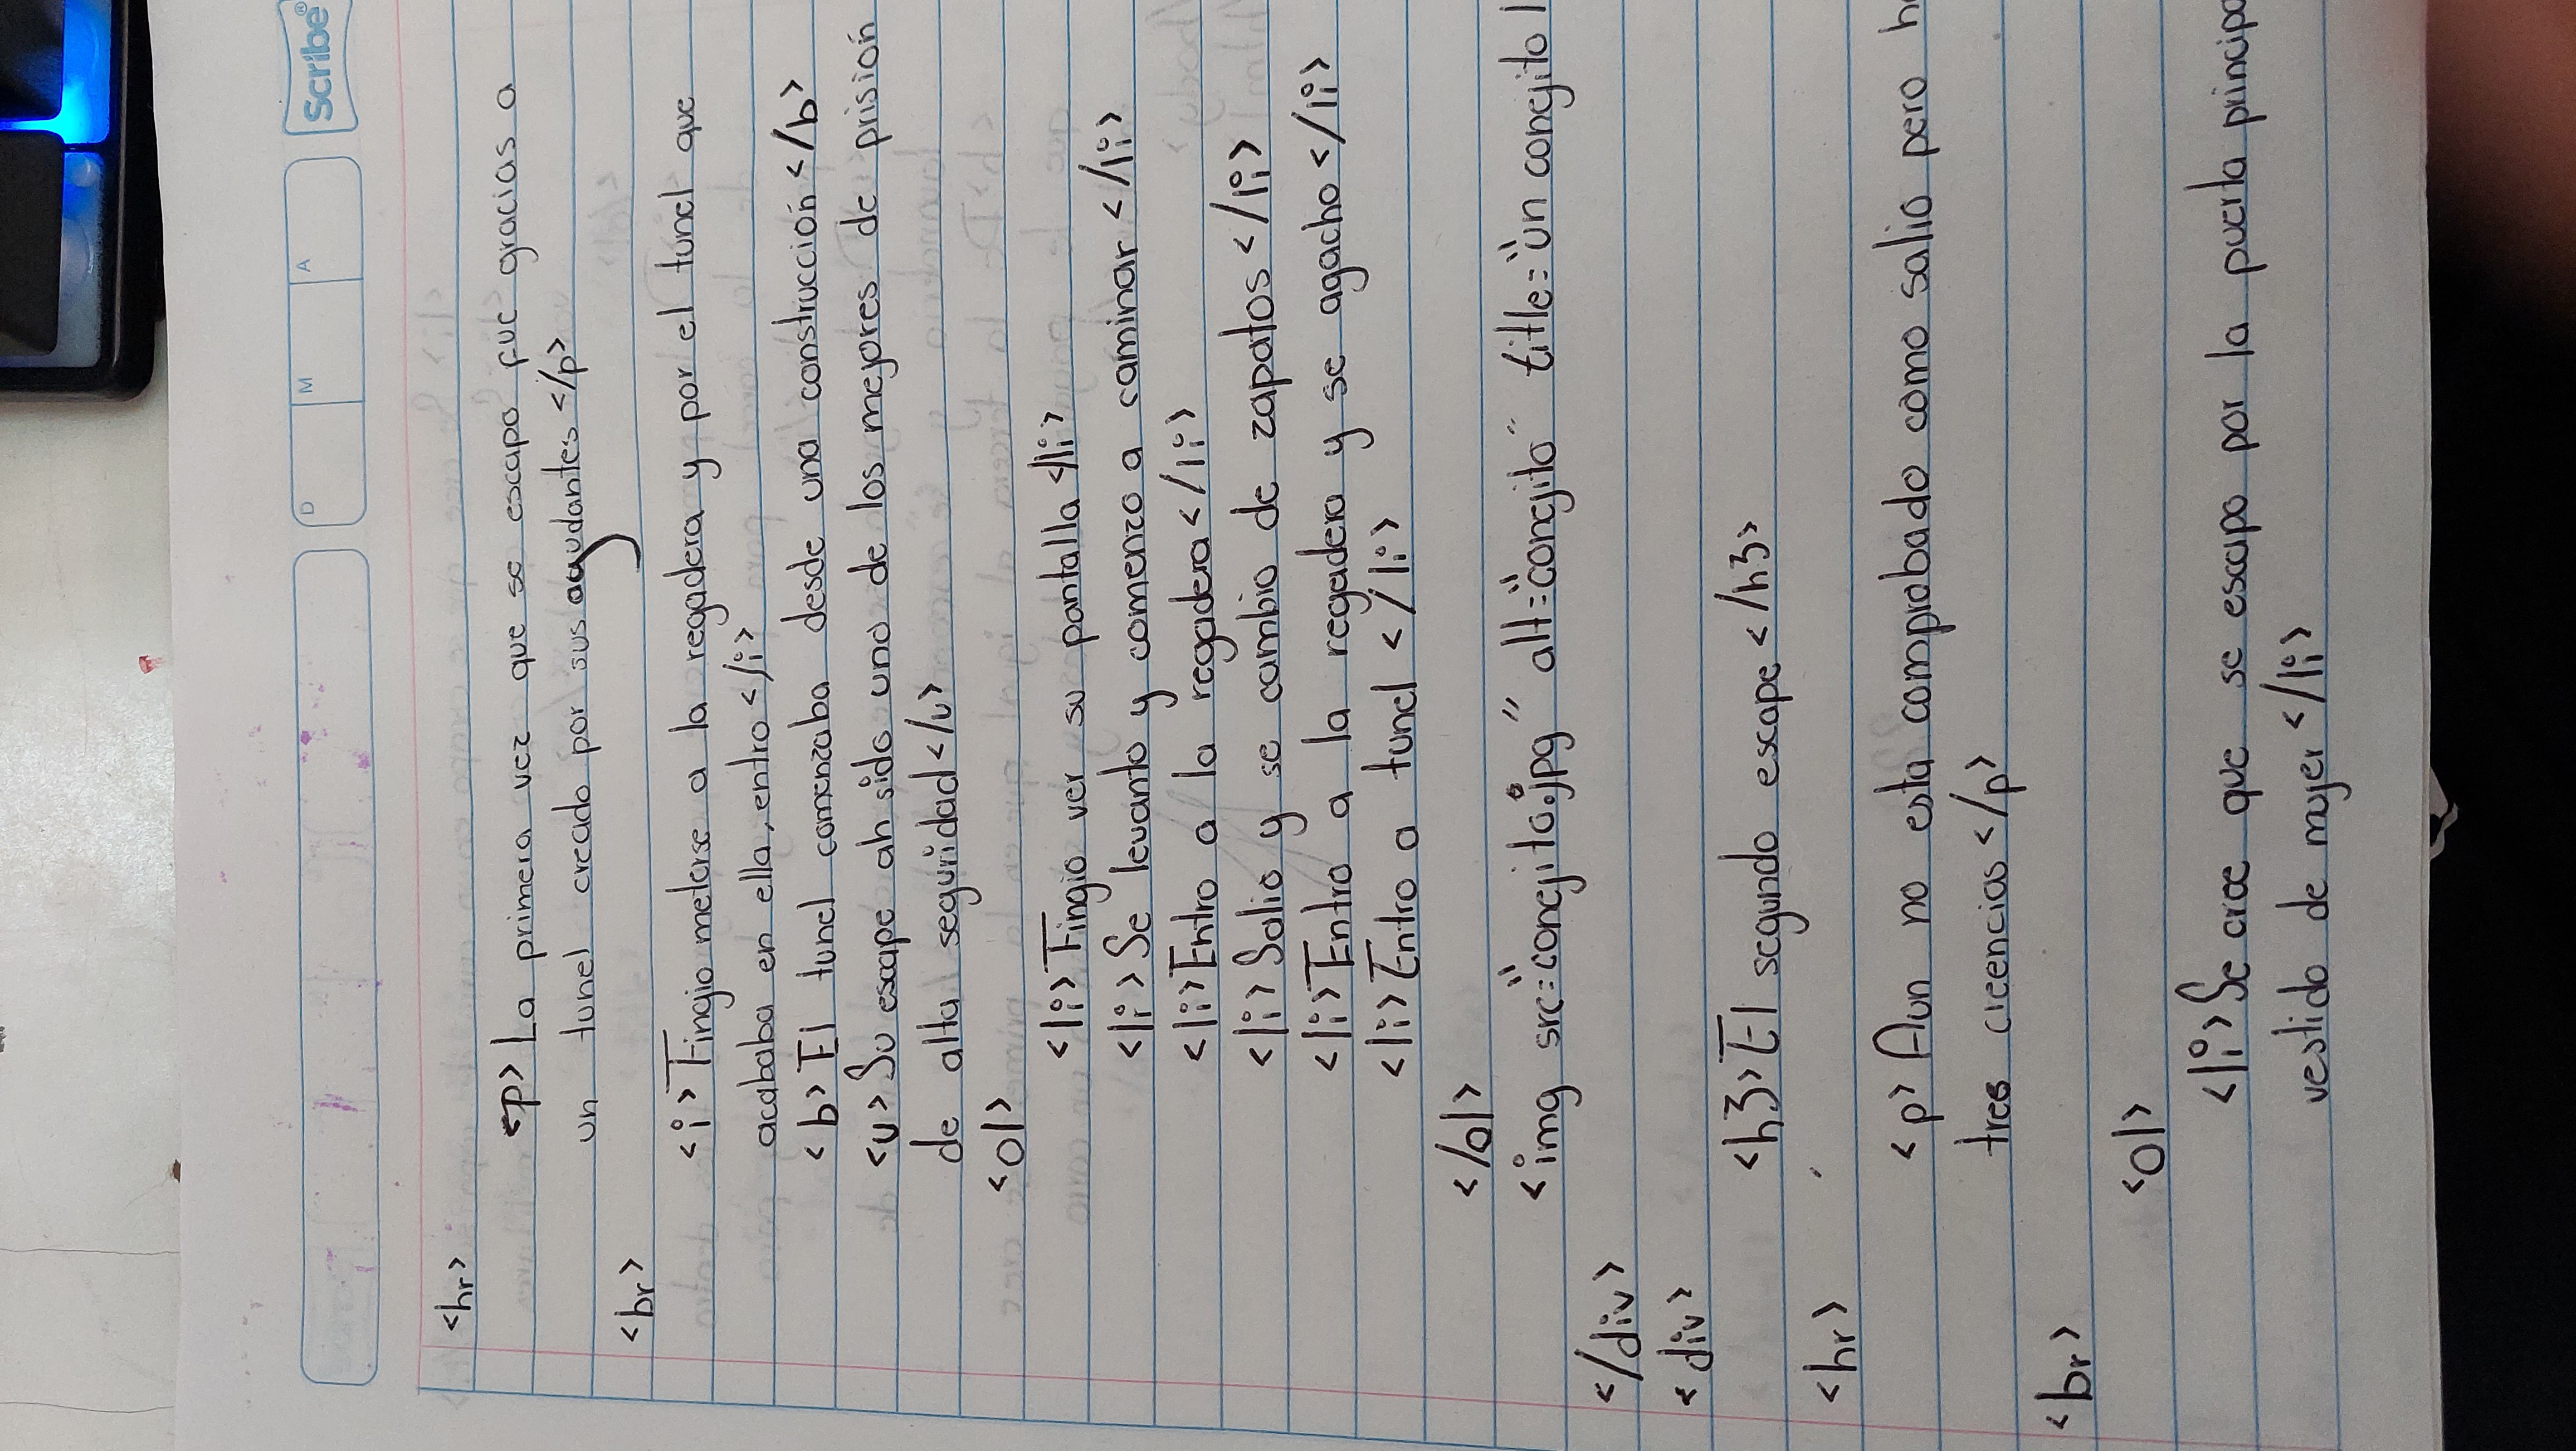 D M A Scribe®
<hr>
<p> La primera vez que se escapo fue gracias a
un tunel creado por sus ayudantes </p>
<br>
<i> Fingio meterse a la regadera y por el tunel que
acababa en ella, entro </i>
<b> El tunel comenzaba desde una construcción </b>
<u> Su escape ah sido uno de los mejores de prisión
de alta seguridad </u>
<ol>
<li> Fingio ver su pantalla </li>
<li> Se levanto y comenzo a caminar </li>
<li> Entro a la regadera </li>
<li> Salio y se cambio de zapatos </li>
<li> Entro a la regadera y se agacho </li>
<li> Entro a tunel </li>
</ol>
<img src="conejito.jpg" alt="conejito" title="un conejito
</div>
<div>
<h3> El segundo escape </h3>
<hr>
<p> Aun no esta comprobado como salio pero
tres creencias </p>
<br>
<ol>
<li> Se cree que se escapo por la puerta
vestido de mujer </li>